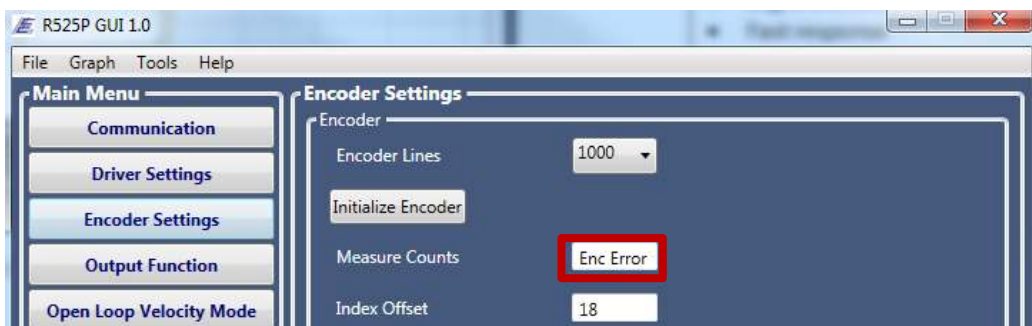 R525P GUI 1.0
File Graph Tools Help
Main Menu
Communication
Driver Settings
Encoder Settings
Output Function
Open Loop Velocity Mode
Encoder Settings
Encoder
Encoder Lines 1000
Initialize Encoder
Measure Counts Enc Error
Index Offset 18